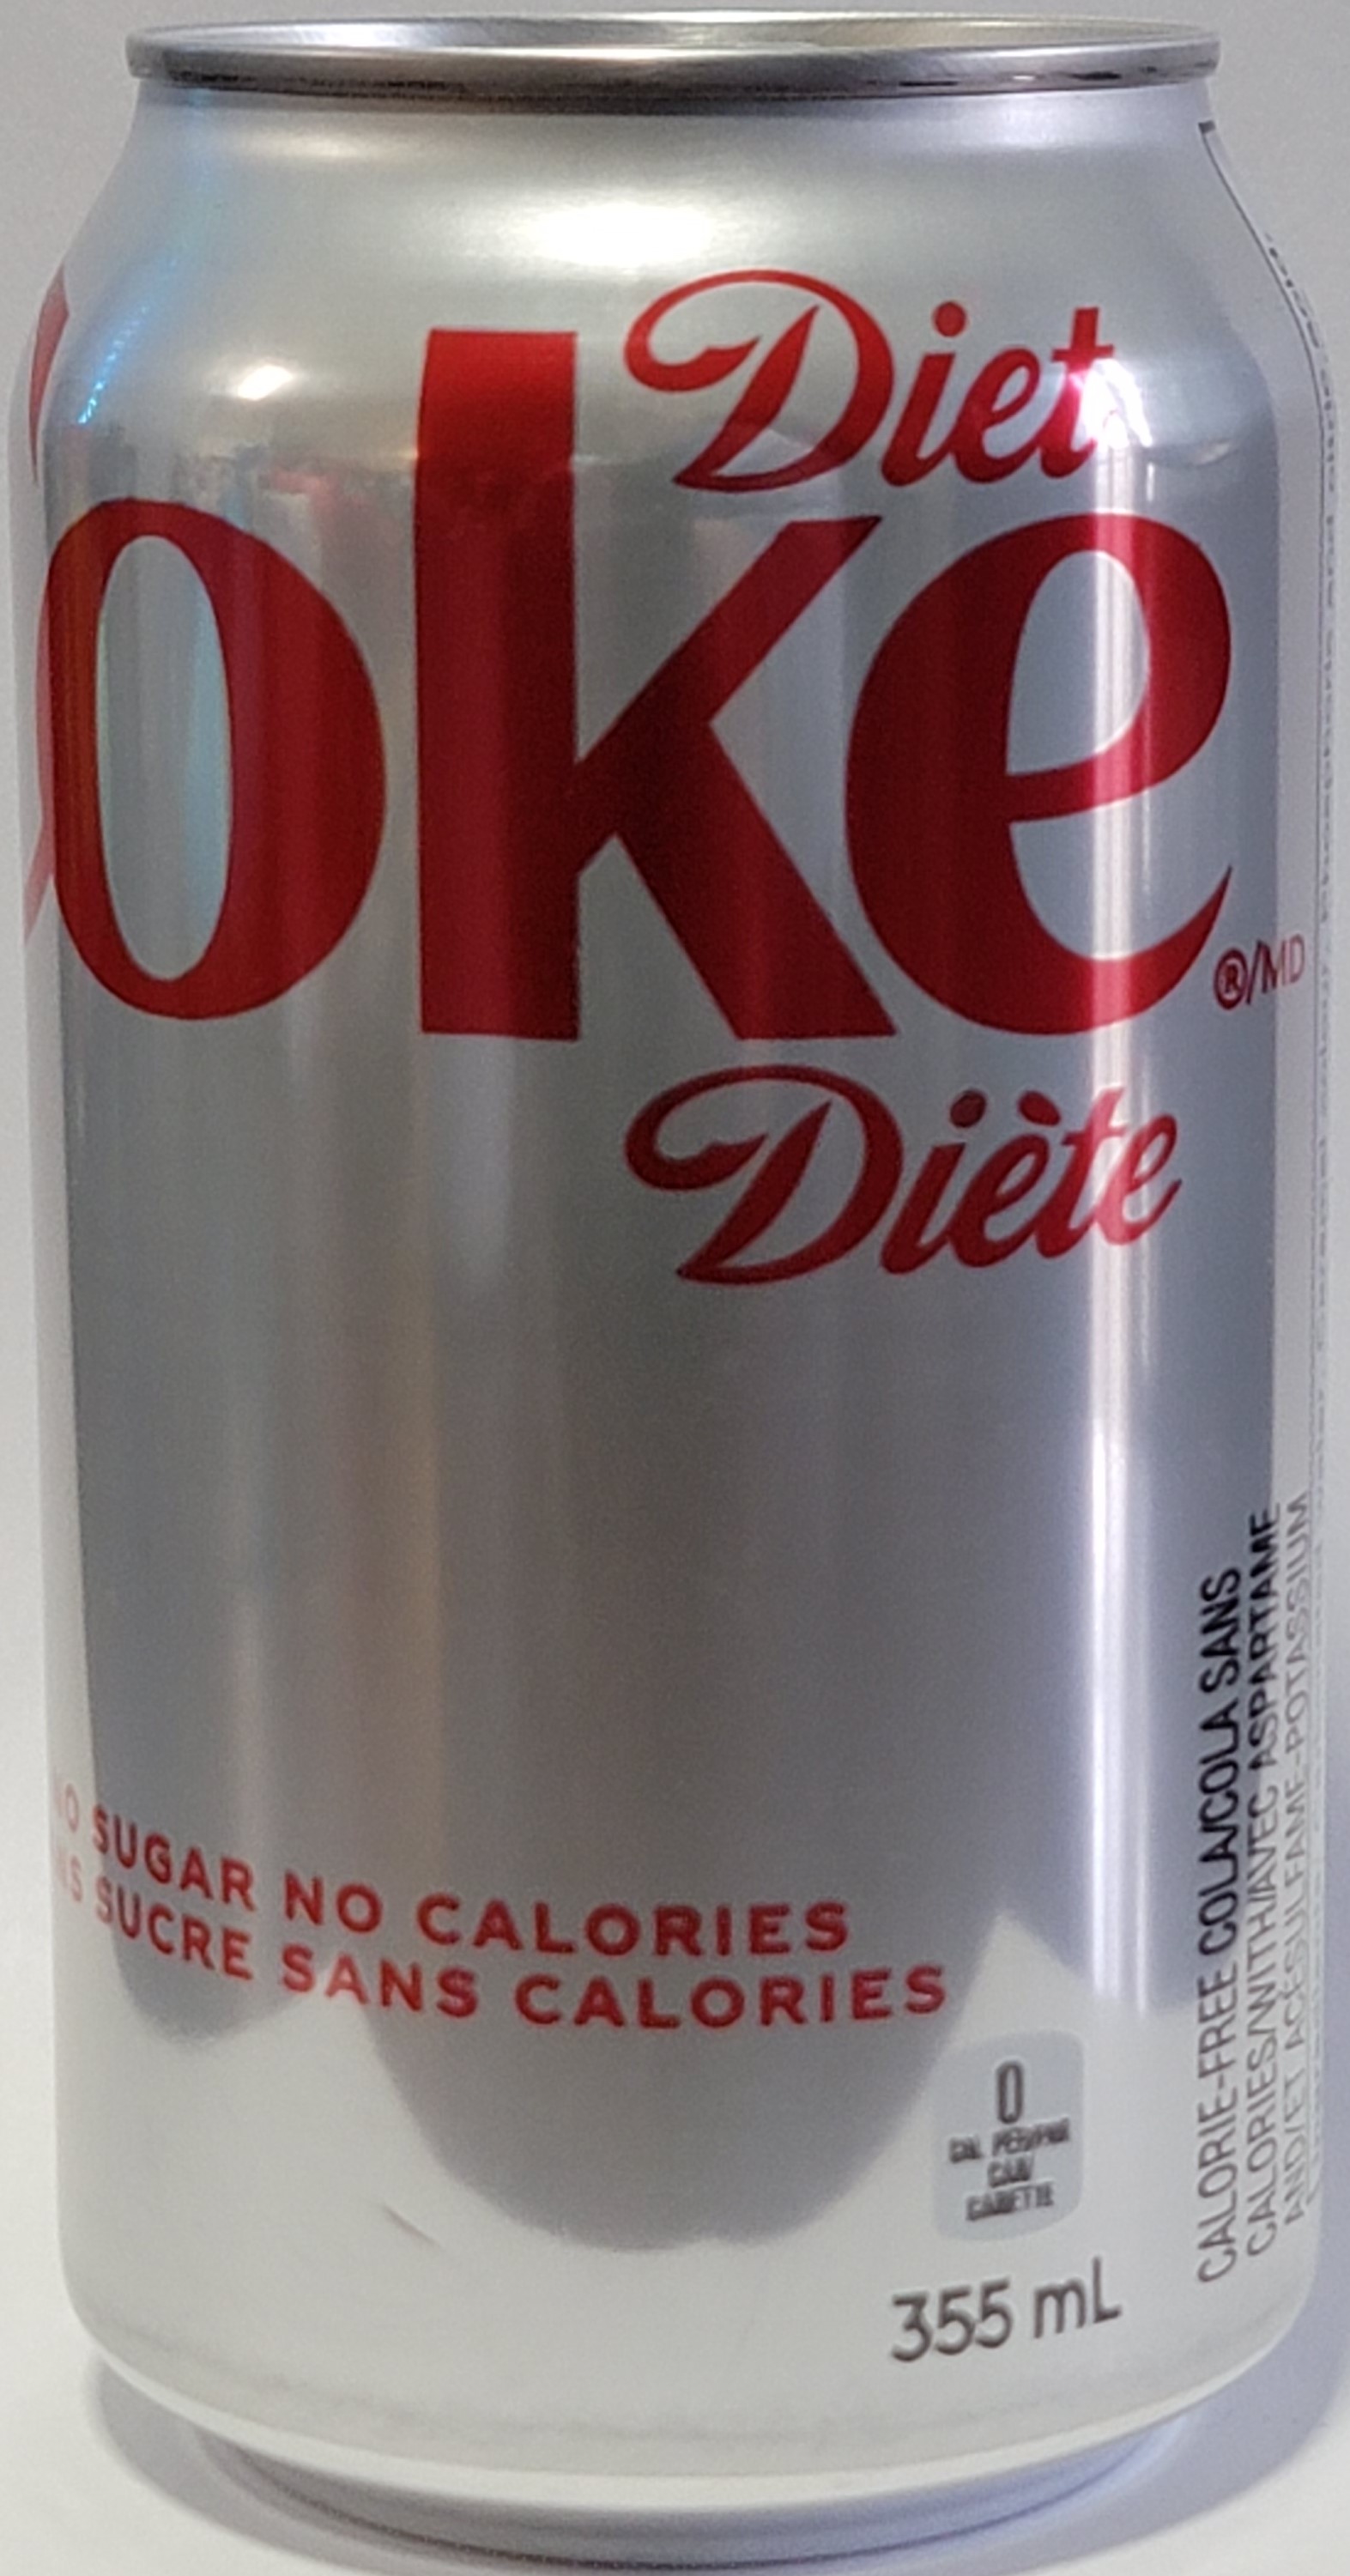 Diet
oke
®/MD
Diète
NO SUGAR NO CALORIES
SUCRE SANS CALORIES
0
CAL PER/PAR
CAN/
CANETTE
355 mL
CALORIE-FREE COLA/COLA SANS
CALORIES/WITH/AVEC ASPARTAME
AND/ET ACÉSULFAME-POTASSIUM